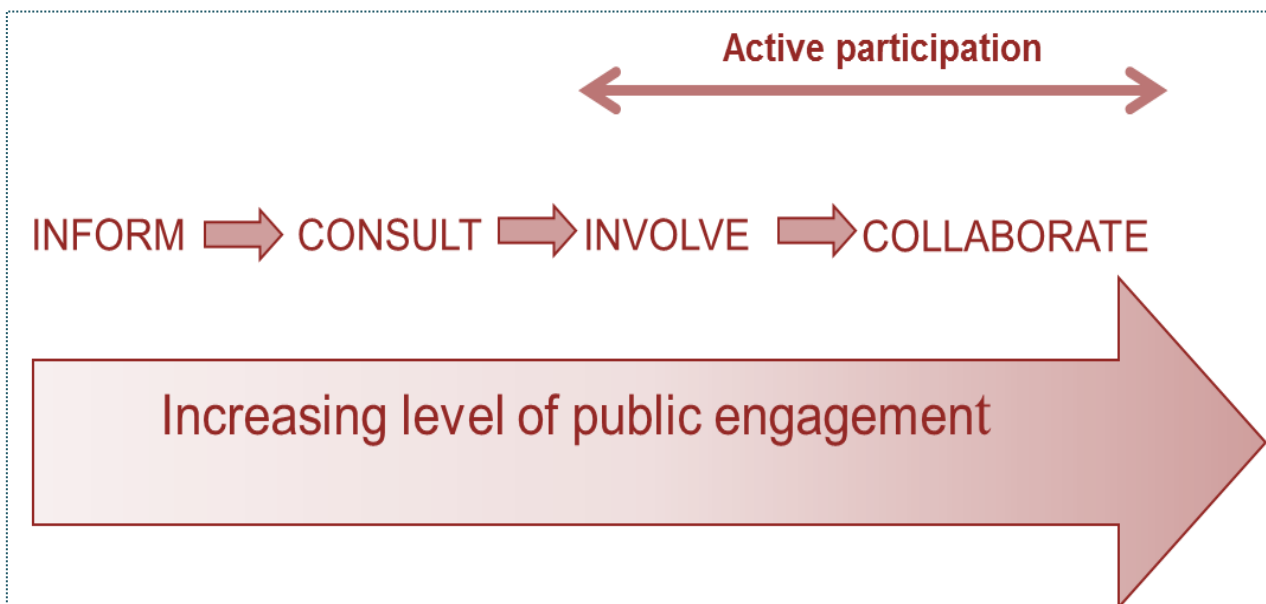 Active participation
INFORM CONSULT INVOLVE COLLABORATE
Increasing level of public engagement